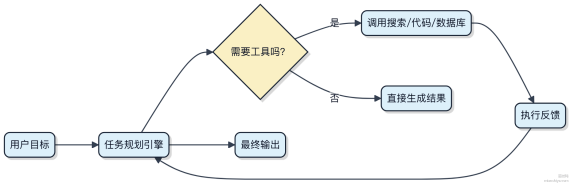 需要工具吗?
是
调用搜索/代码/数据库
否
直接生成结果
执行反馈
用户目标
任务规划引擎
最终输出